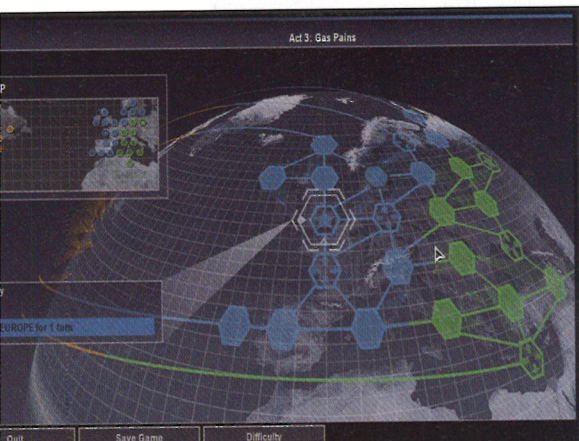 Act 3: Gas Pains
P
y
EUROPE for 1 turn
Quit
Save Game
Difficulty